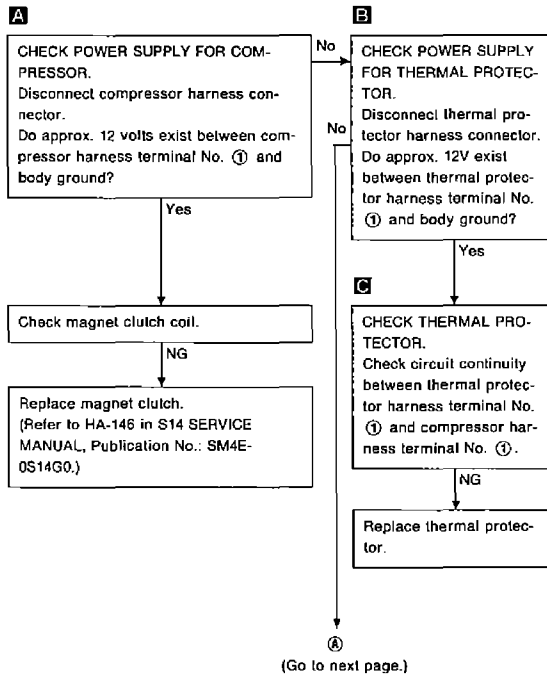 A
CHECK POWER SUPPLY FOR COM-
PRESSOR.
Disconnect compressor harness con-
nector.
Do approx. 12 volts exist between com-
pressor harness terminal No. ① and
body ground?
No
B
CHECK POWER SUPPLY
FOR THERMAL PROTEC-
TOR.
Disconnect thermal pro-
tector harness connector.
Do approx. 12V exist
between thermal protec-
tor harness terminal No.
① and body ground?
No
Yes
Yes
Check magnet clutch coil.
NG
Replace magnet clutch.
(Refer to HA-146 in S14 SERVICE
MANUAL, Publication No.: SM4E-
0S14G0.)
C
CHECK THERMAL PRO-
TECTOR.
Check circuit continuity
between thermal protec-
tor harness terminal No.
① and compressor har-
ness terminal No. ①.
NG
Replace thermal protec-
tor.
Ⓐ
(Go to next page.)